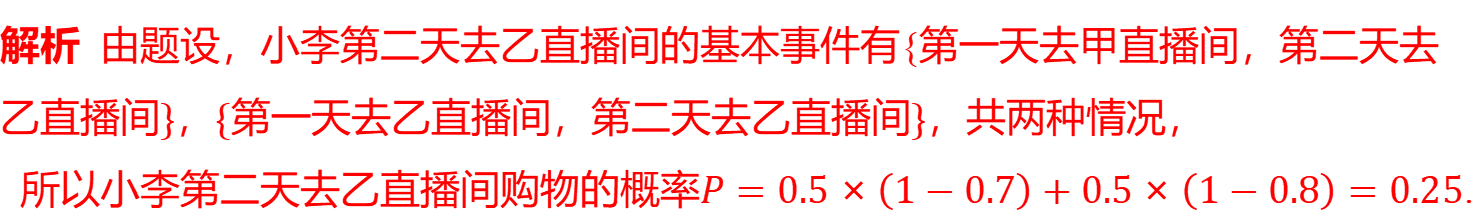 解析 由题设，小李第二天去乙直播间的基本事件有{第一天去甲直播间，第二天去
乙直播间}，{第一天去乙直播间，第二天去乙直播间}，共两种情况，
所以小李第二天去乙直播间购物的概率P = 0.5 × (1 − 0.7) + 0.5 × (1 − 0.8) = 0.25.